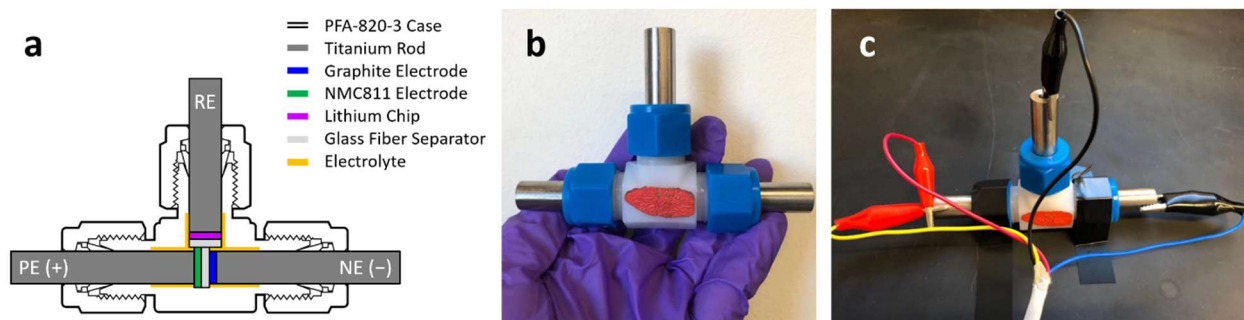 a
PFA-820-3 Case
Titanium Rod
Graphite Electrode
NMC811 Electrode
Lithium Chip
Glass Fiber Separator
Electrolyte
RE
PE (+)
NE (−)
b
c